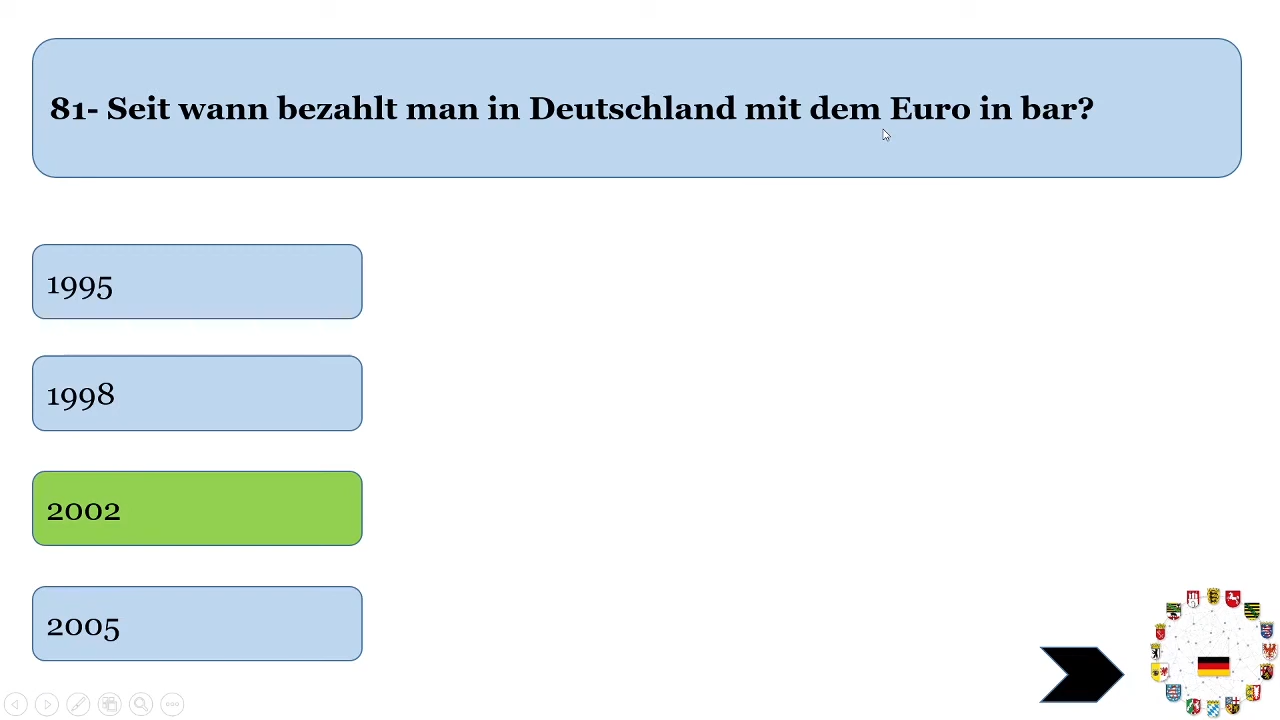 81- Seit wann bezahlt man in Deutschland mit dem Euro in bar?
1995
1998
2002
2005